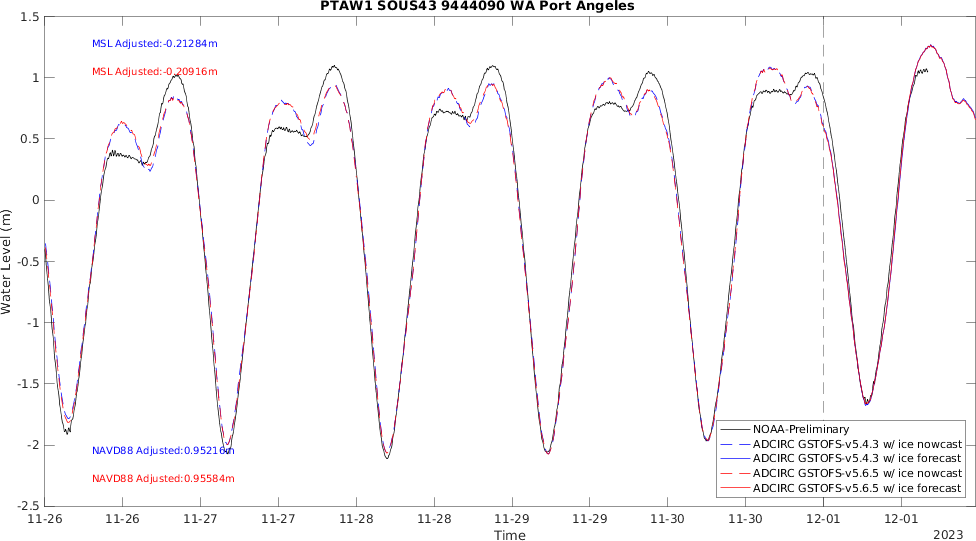 PTAW1 SOUS43 9444090 WA Port Angeles
1.5
1
0.5
0
-0.5
-1
-1.5
-2
-2.5
Water Level (m)
MSL Adjusted:-0.21284m
MSL Adjusted:-0.20916m
NAVD88 Adjusted:0.95216m
NAVD88 Adjusted:0.95584m
NOAA-Preliminary
ADCIRC GSTOFS-v5.4.3 w/ ice nowcast
ADCIRC GSTOFS-v5.4.3 w/ ice forecast
ADCIRC GSTOFS-v5.6.5 w/ ice nowcast
ADCIRC GSTOFS-v5.6.5 w/ ice forecast
11-26 11-26 11-27 11-27 11-28 11-28 11-29 11-29 11-30 11-30 12-01 12-01
Time
2023